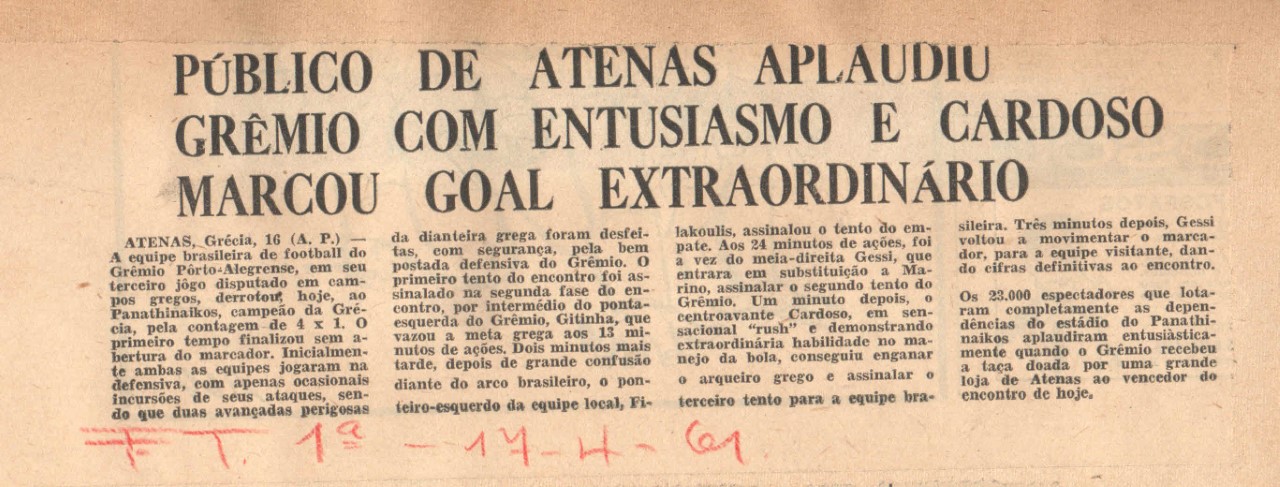 PÚBLICO DE ATENAS APLAUDIU
GRÊMIO COM ENTUSIASMO E CARDOSO
MARCOU GOAL EXTRAORDINÁRIO
ATENAS, Grécia, 16 (A. P.) —
A equipe brasileira de football do
Grêmio Pôrto-Alegrense, em seu
terceiro jôgo disputado em cam-
pos gregos, derrotou, hoje, ao
Panathinaikos, campeão da Gré-
cia, pela contagem de 4 x 1. O
primeiro tempo finalizou sem a-
bertura do marcador. Inicialmen-
te ambas as equipes jogaram na
defensiva, com apenas ocasionais
incursões de seus ataques, sen-
do que duas avançadas perigosas
da dianteira grega foram desfei-
tas, com segurança, pela bem
postada defensiva do Grêmio. O
primeiro tento do encontro foi as-
sinalado na segunda fase do en-
contro, por intermédio do ponta-
esquerda do Grêmio, Gitinha, que
vazou a meta grega aos 13 mi-
nutos de ações. Dois minutos mais
tarde, depois de grande confusão
diante do arco brasileiro, o pon-
teiro-esquerdo da equipe local, Fi-
lakoulis, assinalou o tento do em-
pate. Aos 24 minutos de ações, foi
a vez do meia-direita Gessi, que
entrara em substituição a Ma-
rino, assinalar o segundo tento do
Grêmio. Um minuto depois, o
centroavante Cardoso, em sen-
sacional "rush" e demonstrando
extraordinária habilidade no ma-
nejo da bola, conseguiu enganar
o arqueiro grego e assinalar o
terceiro tento para a equipe bra-
sileira. Três minutos depois, Gessi
voltou a movimentar o marca-
dor, para a equipe visitante, dan-
do cifras definitivas ao encontro.
Os 23.000 espectadores que lota-
ram completamente as depen-
dências do estádio do Panathi-
naikos aplaudiram entusiàstica-
mente quando o Grêmio recebeu
a taça doada por uma grande
loja de Atenas ao vencedor do
encontro de hoje.
F T. 1ª - 17-4-61.